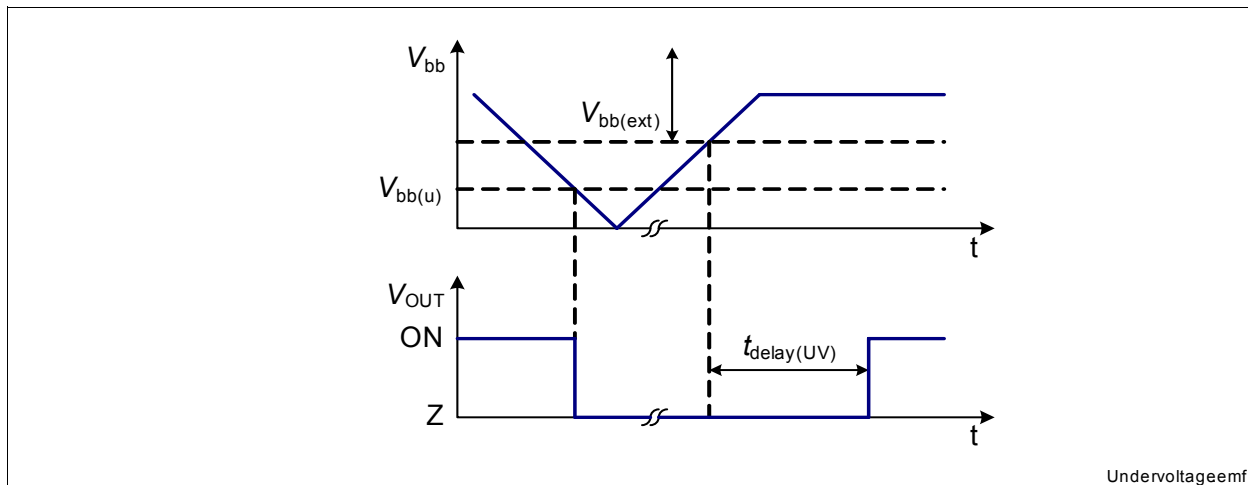 Vbb
Vbb(ext)
Vbb(u)
t
VOUT
ON
tdelay(UV)
Z
t
Undervoltageemf